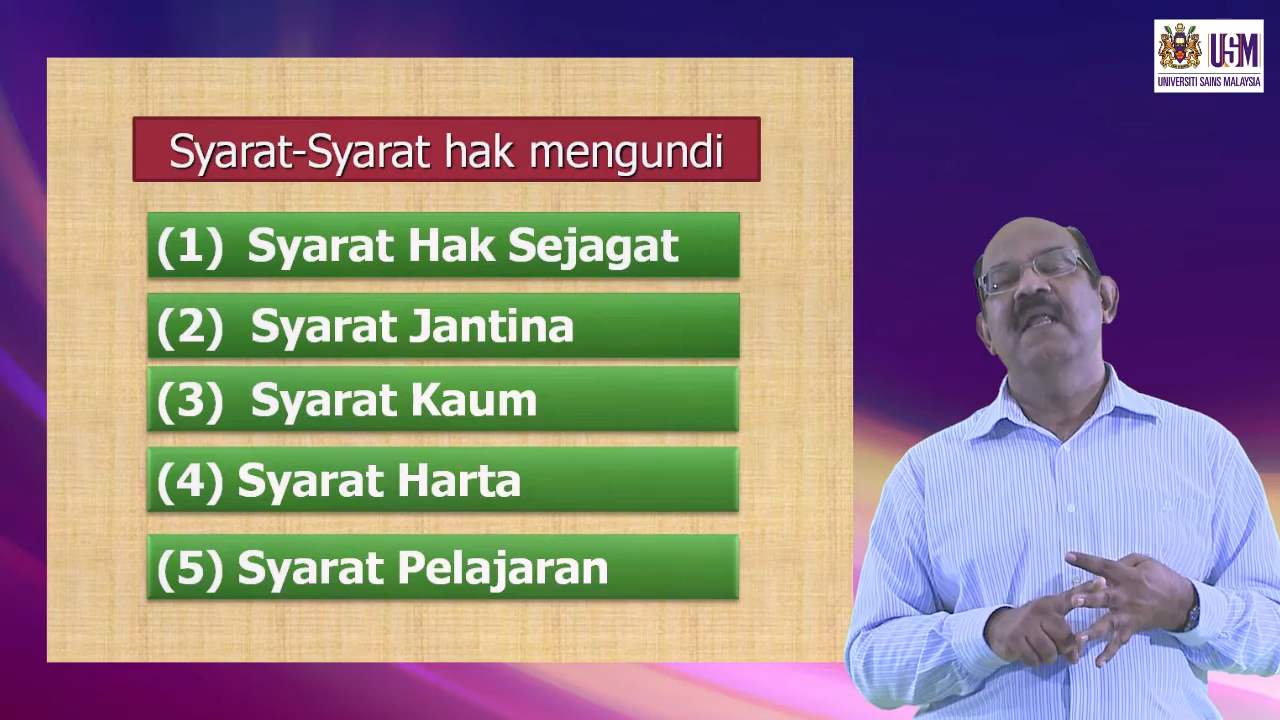 USM
UNIVERSITI SAINS MALAYSIA
Syarat-Syarat hak mengundi
(1) Syarat Hak Sejagat
(2) Syarat Jantina
(3) Syarat Kaum
(4) Syarat Harta
(5) Syarat Pelajaran